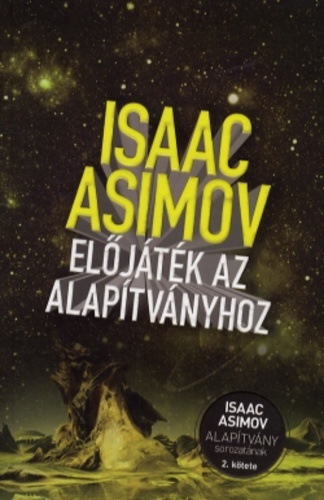 ISAAC
ASIMOV
ELŐJÁTÉK AZ
ALAPÍTVÁNYHOZ
ISAAC
ASIMOV
ALAPÍTVÁNY
sorozatának
2. kötete